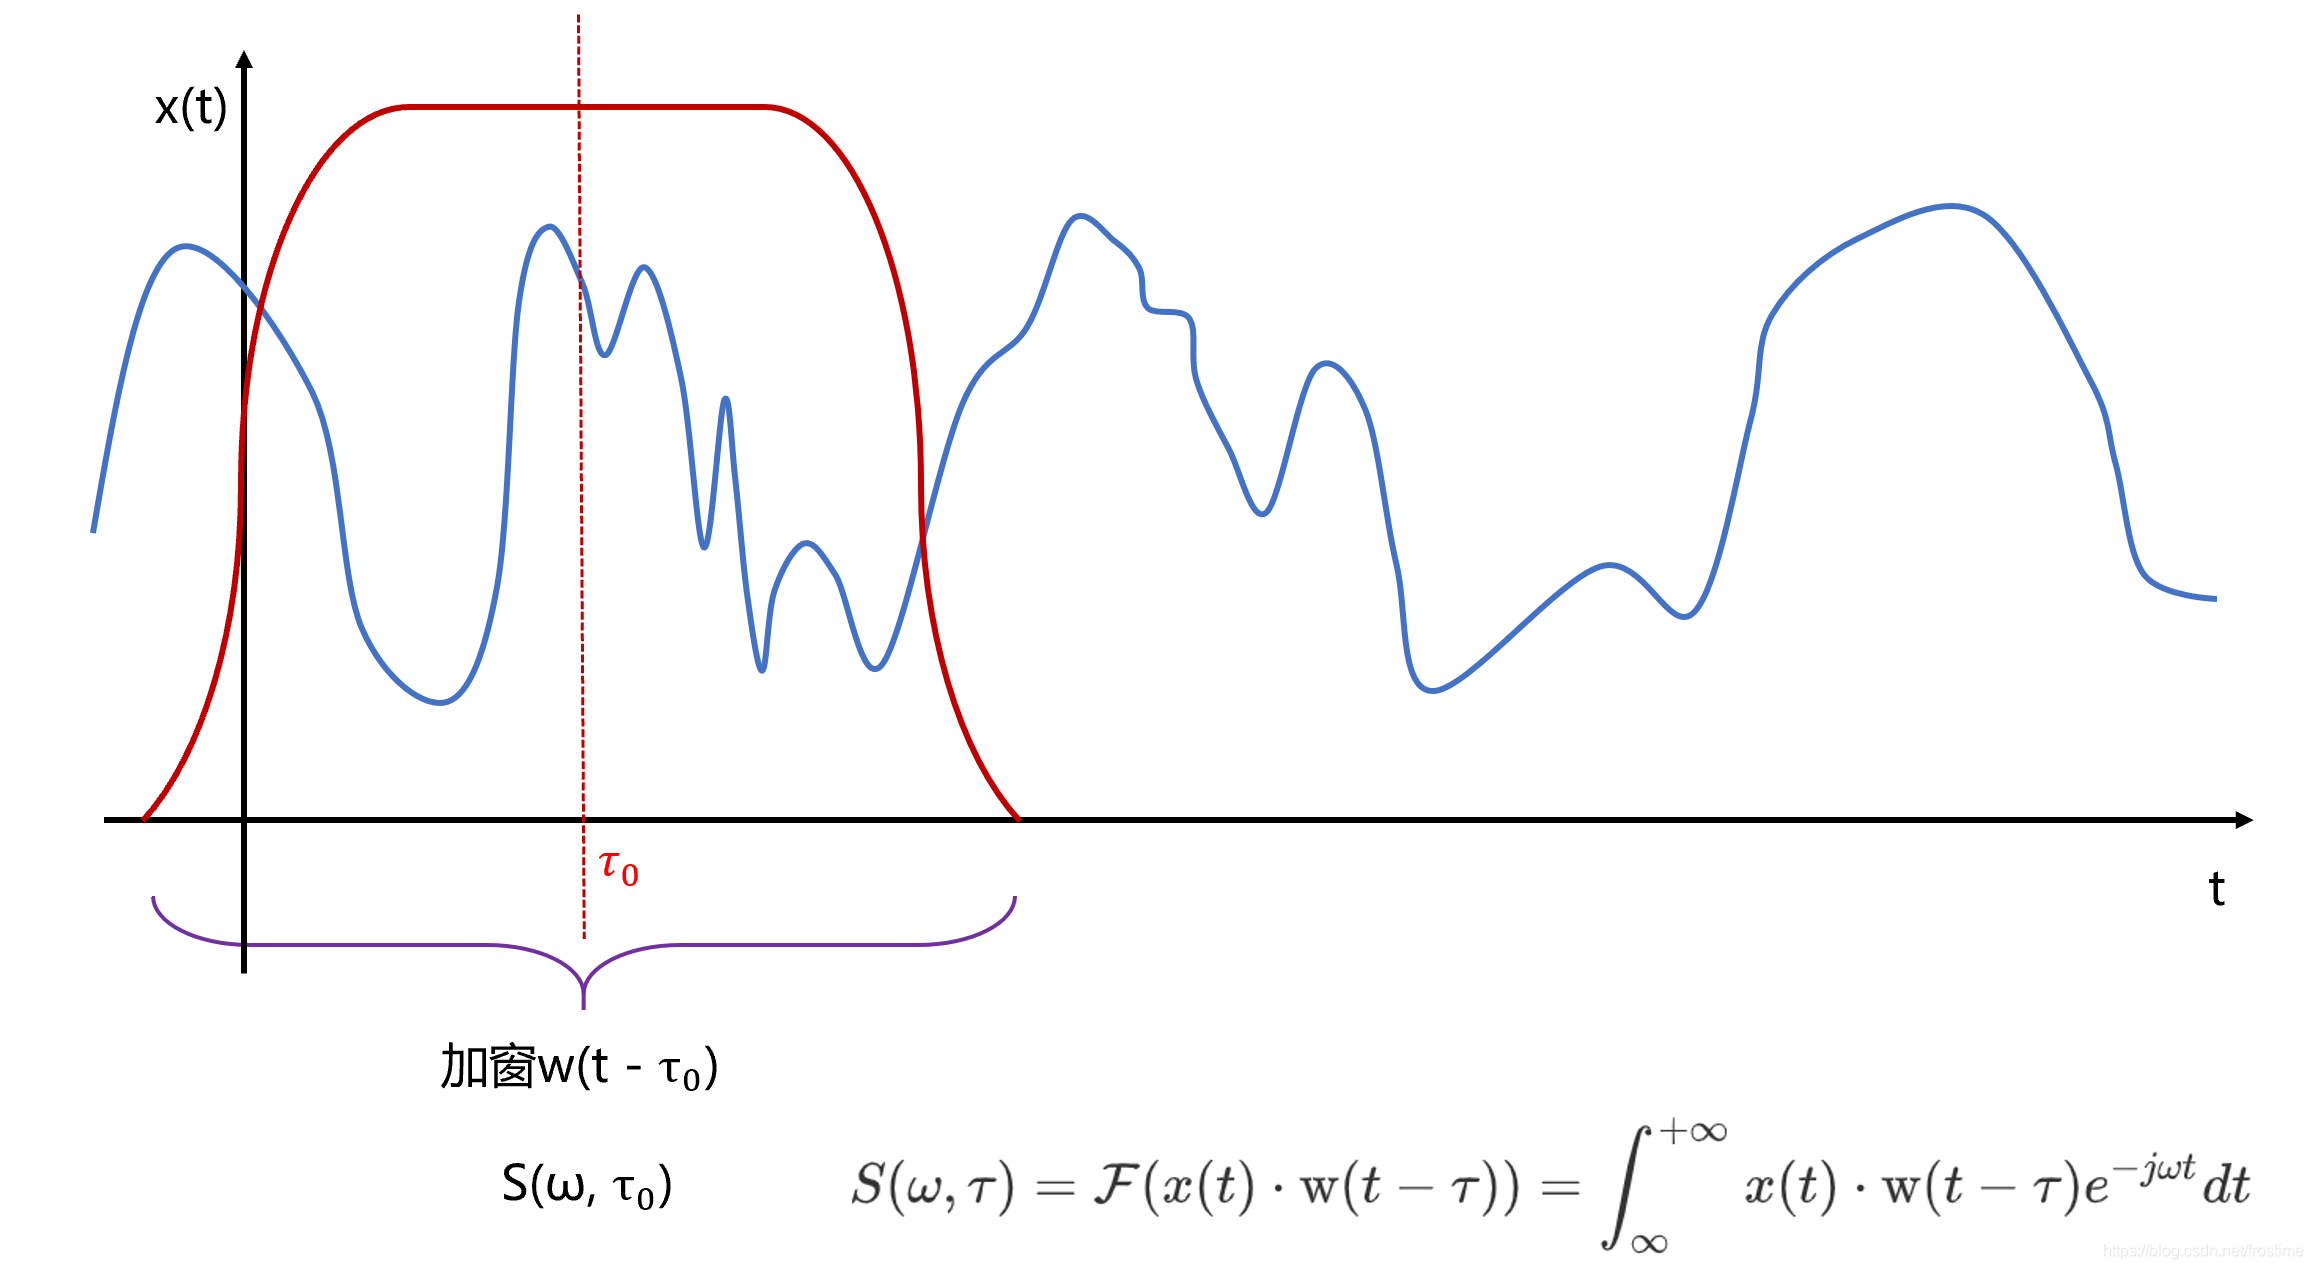 x(t)
τ₀
t
加窗w(t - τ₀)
S(ω, τ₀)
S(ω, τ) = ℱ(x(t) · w(t − τ)) = ∫_∞^{+∞} x(t) · w(t − τ)e^{−jωt}dt
https://blog.csdn.net/frostime